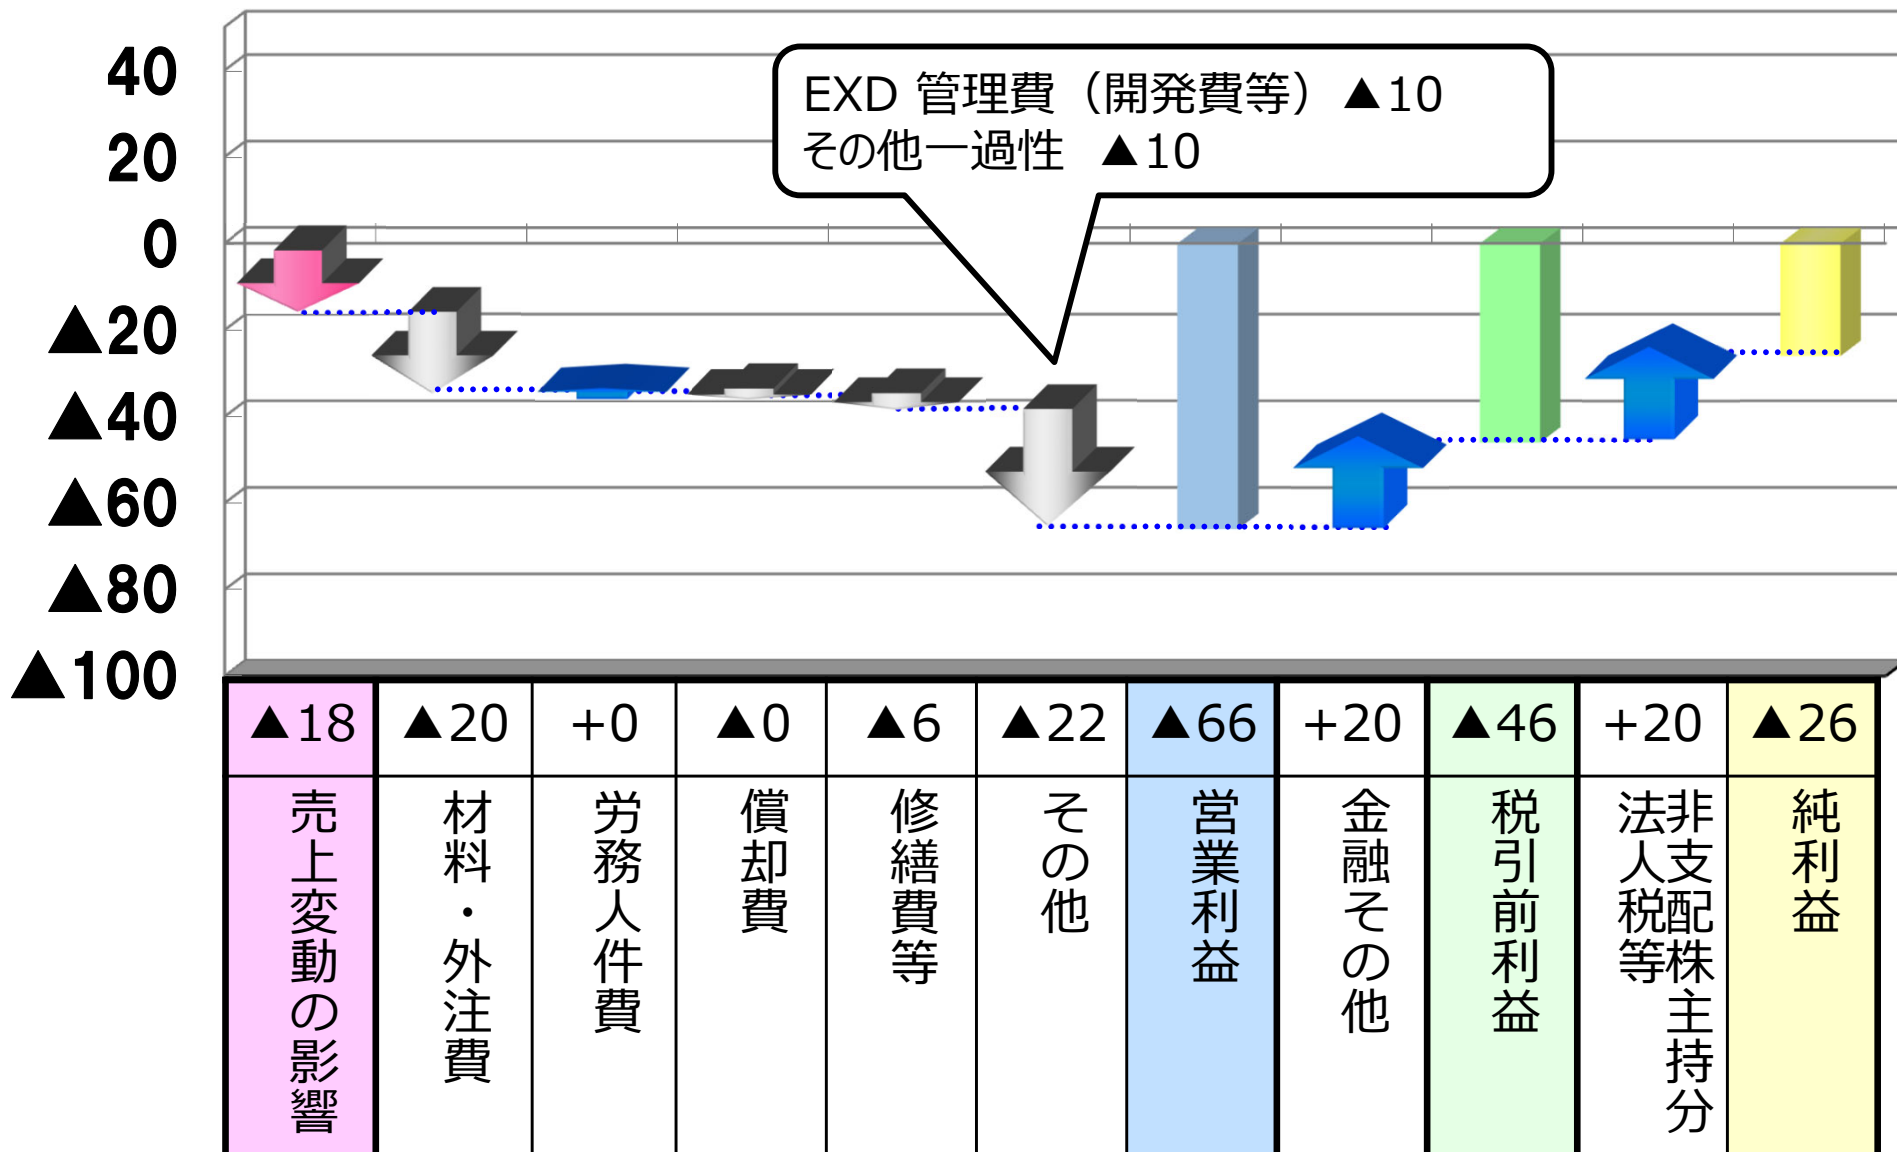 40
20
0
▲20
▲40
▲60
▲80
▲100
EXD 管理費（開発費等）▲10
その他一過性 ▲10
▲18
▲20
+0
▲0
▲6
▲22
▲66
+20
▲46
+20
▲26
売上変動の影響
材料・外注費
労務人件費
償却費
修繕費等
その他
営業利益
金融その他
税引前利益
非支配株主持分
法人税等
純利益